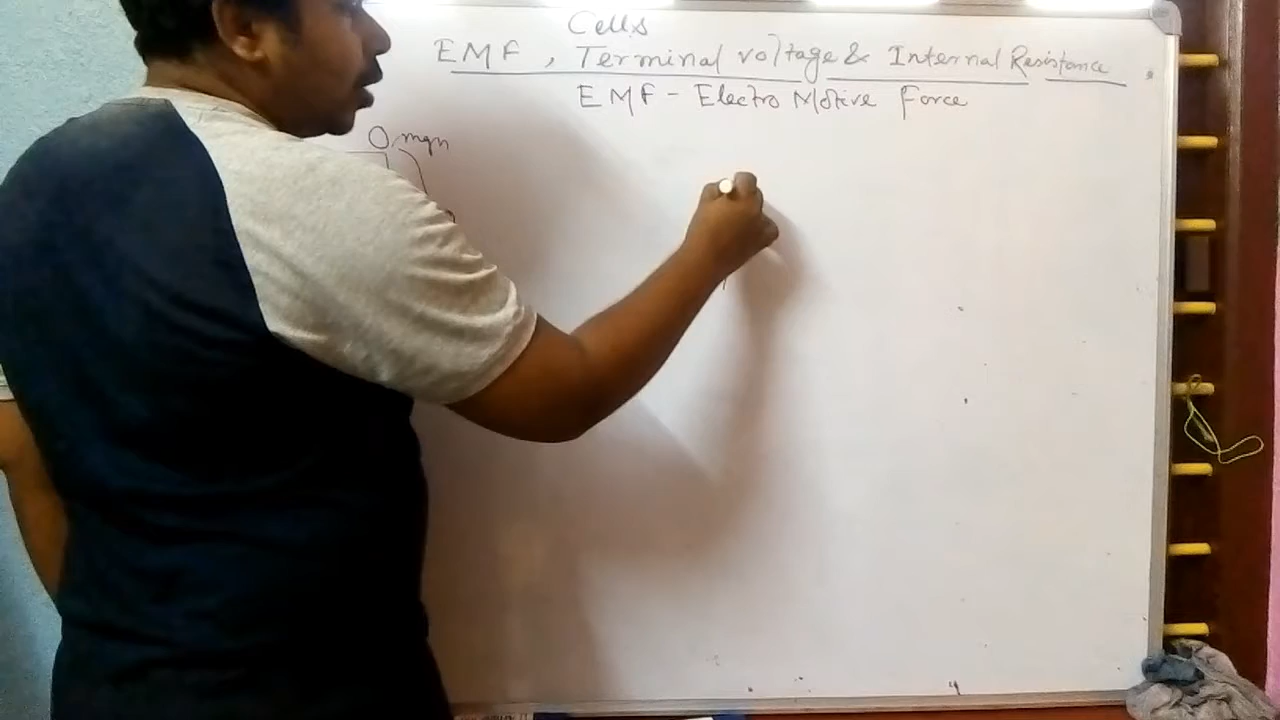 Cells
EMF, Terminal voltage & Internal Resistance
EMF - Electro Motive Force